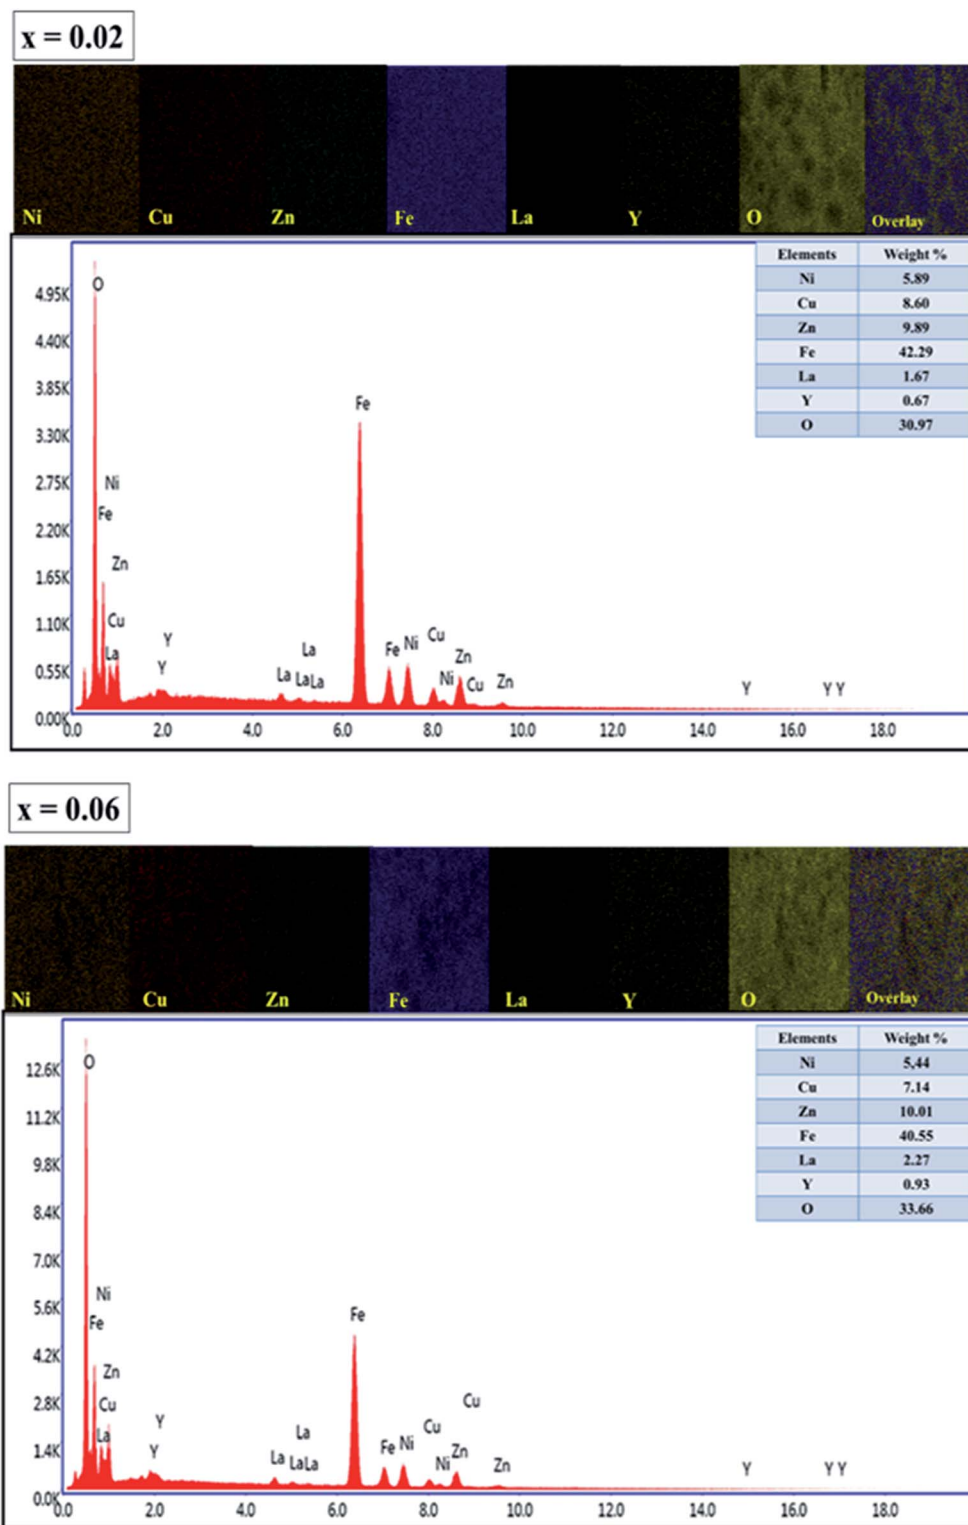 x = 0.02
Ni Cu Zn Fe La Y O Overlay
Elements Weight %
Ni 5.89
Cu 8.60
Zn 9.89
Fe 42.29
La 1.67
Y 0.67
O 30.97
4.95K
4.40K
3.85K
3.30K
2.75K
2.20K
1.65K
1.10K
0.55K
0.00K
O
Ni
Fe
Zn
Cu
La
Y
Y
La
La LaLa
Fe
Fe Ni Cu
Ni Zn Cu Zn
Y Y Y
0.0 2.0 4.0 6.0 8.0 10.0 12.0 14.0 16.0 18.0
x = 0.06
Ni Cu Zn Fe La Y O Overlay
Elements Weight %
Ni 5,44
Cu 7.14
Zn 10.01
Fe 40.55
La 2.27
Y 0.93
O 33.66
12.6K
11.2K
9.8K
8.4K
7.0K
5.6K
4.2K
2.8K
1.4K
0.0K
O
Ni
Fe
Zn
Cu
La
Y
Y
La
La LaLa
Fe
Fe Ni Cu Cu
Ni Zn Zn
Y Y Y
0.0 2.0 4.0 6.0 8.0 10.0 12.0 14.0 16.0 18.0